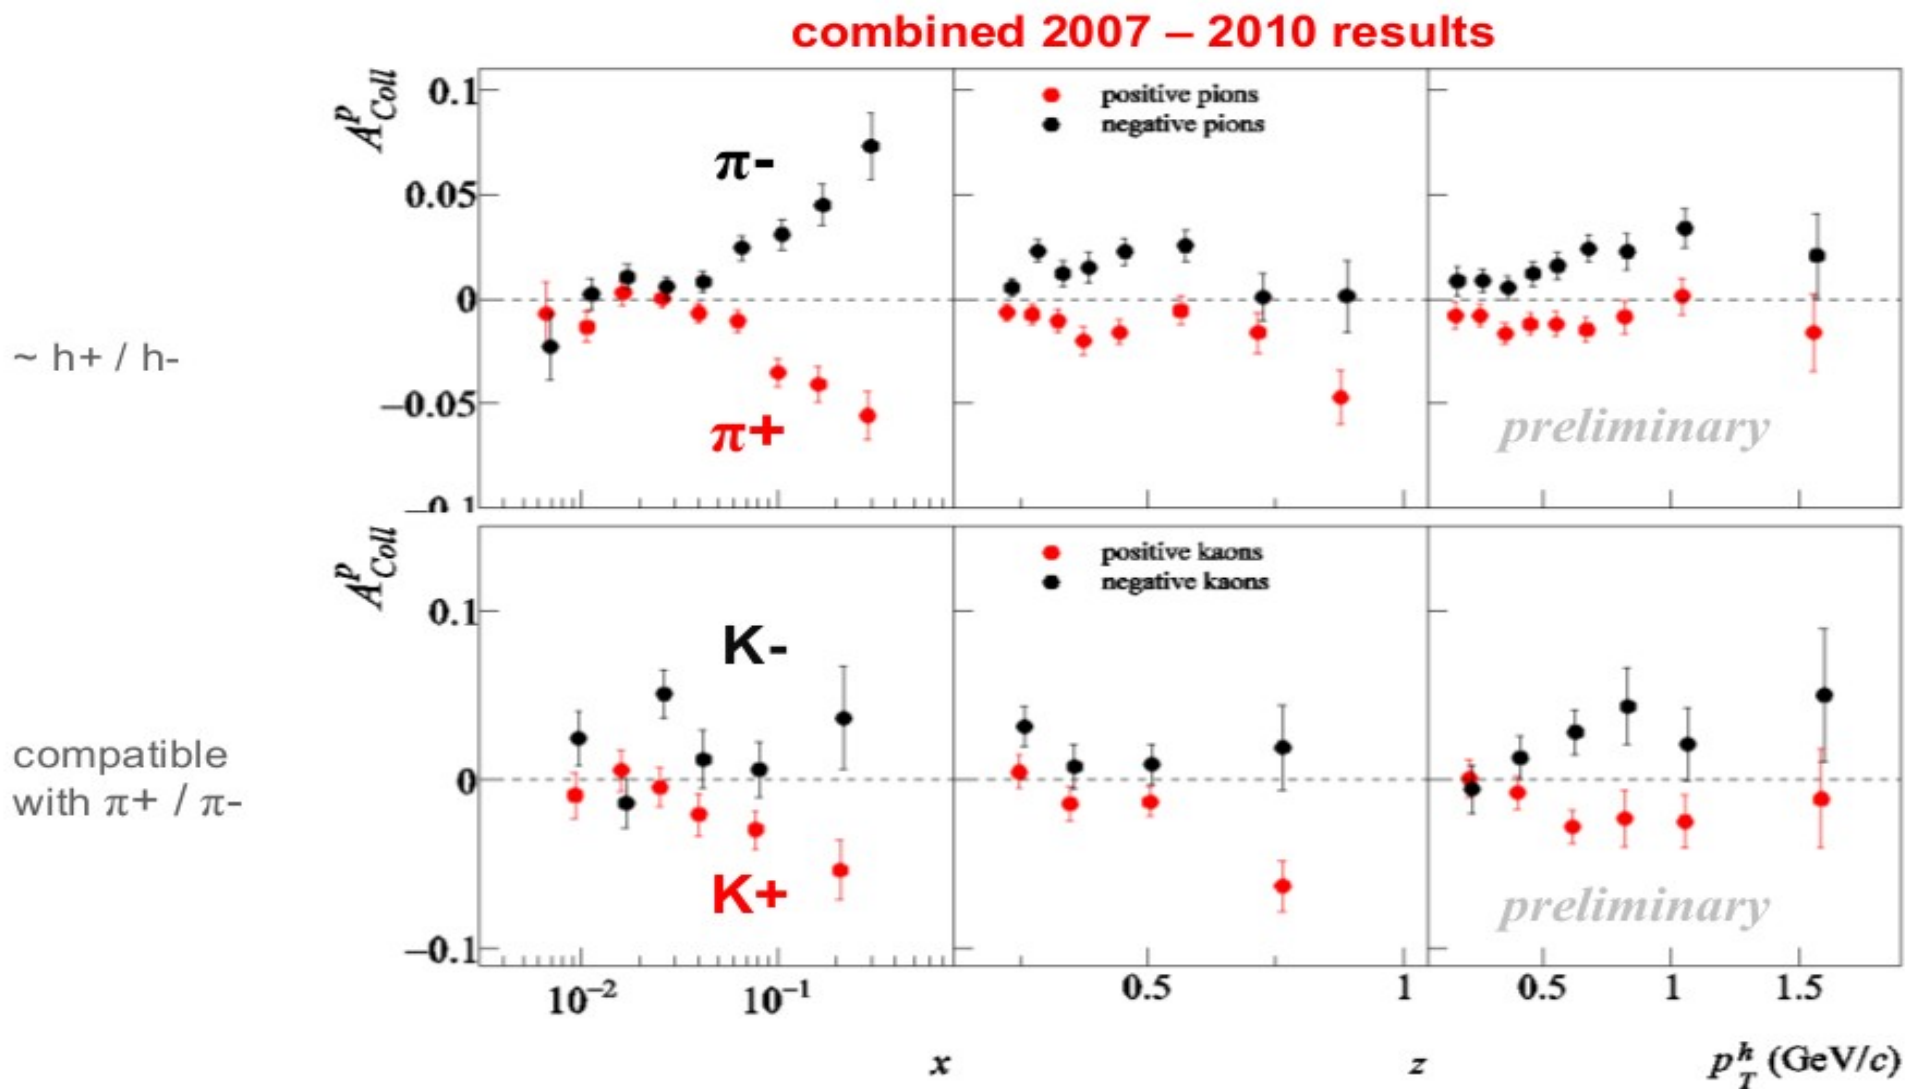 combined 2007 – 2010 results
A^p_Coll
0.1
0.05
0
−0.05
−0.1
π-
π+
positive pions
negative pions
preliminary
~ h+ / h-
A^p_Coll
0.1
0
−0.1
K-
K+
positive kaons
negative kaons
preliminary
compatible
with π+ / π-
10⁻² 10⁻¹ 0.5 1 0.5 1 1.5
x z p^h_T (GeV/c)